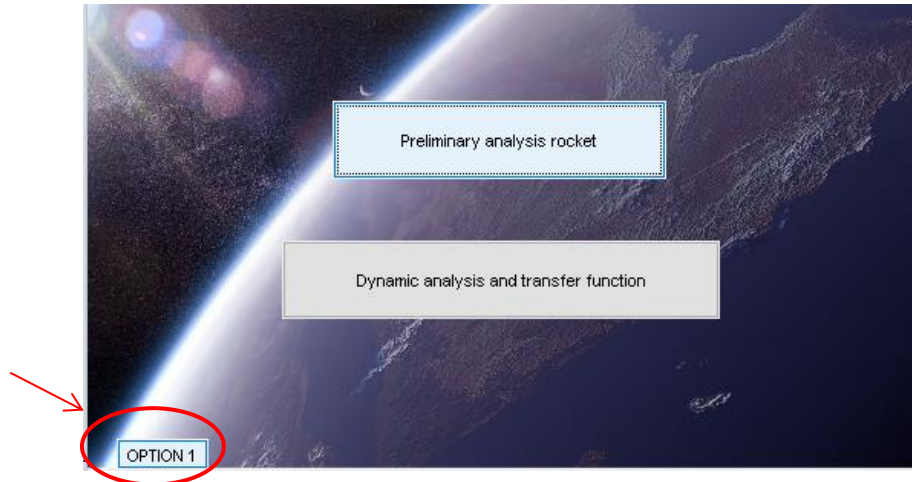 Preliminary analysis rocket
Dynamic analysis and transfer function
OPTION 1